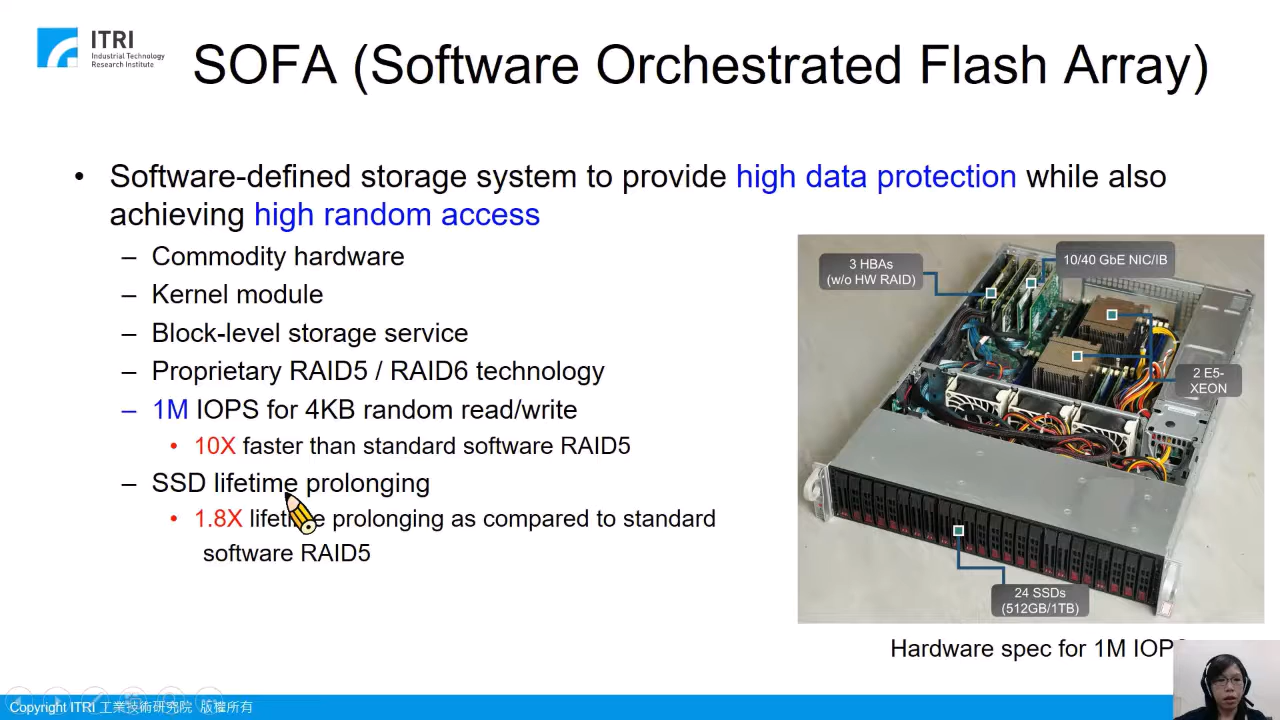 ITRI
Industrial Technology
Research Institute
SOFA (Software Orchestrated Flash Array)
• Software-defined storage system to provide high data protection while also
achieving high random access
– Commodity hardware
– Kernel module
– Block-level storage service
– Proprietary RAID5 / RAID6 technology
– 1M IOPS for 4KB random read/write
• 10X faster than standard software RAID5
– SSD lifetime prolonging
• 1.8X lifetime prolonging as compared to standard
software RAID5
3 HBAs
(w/o HW RAID)
10/40 GbE NIC/IB
2 E5-
XEON
24 SSDs
(512GB/1TB)
Hardware spec for 1M IOPS
Copyright ITRI 工業技術研究院 版權所有